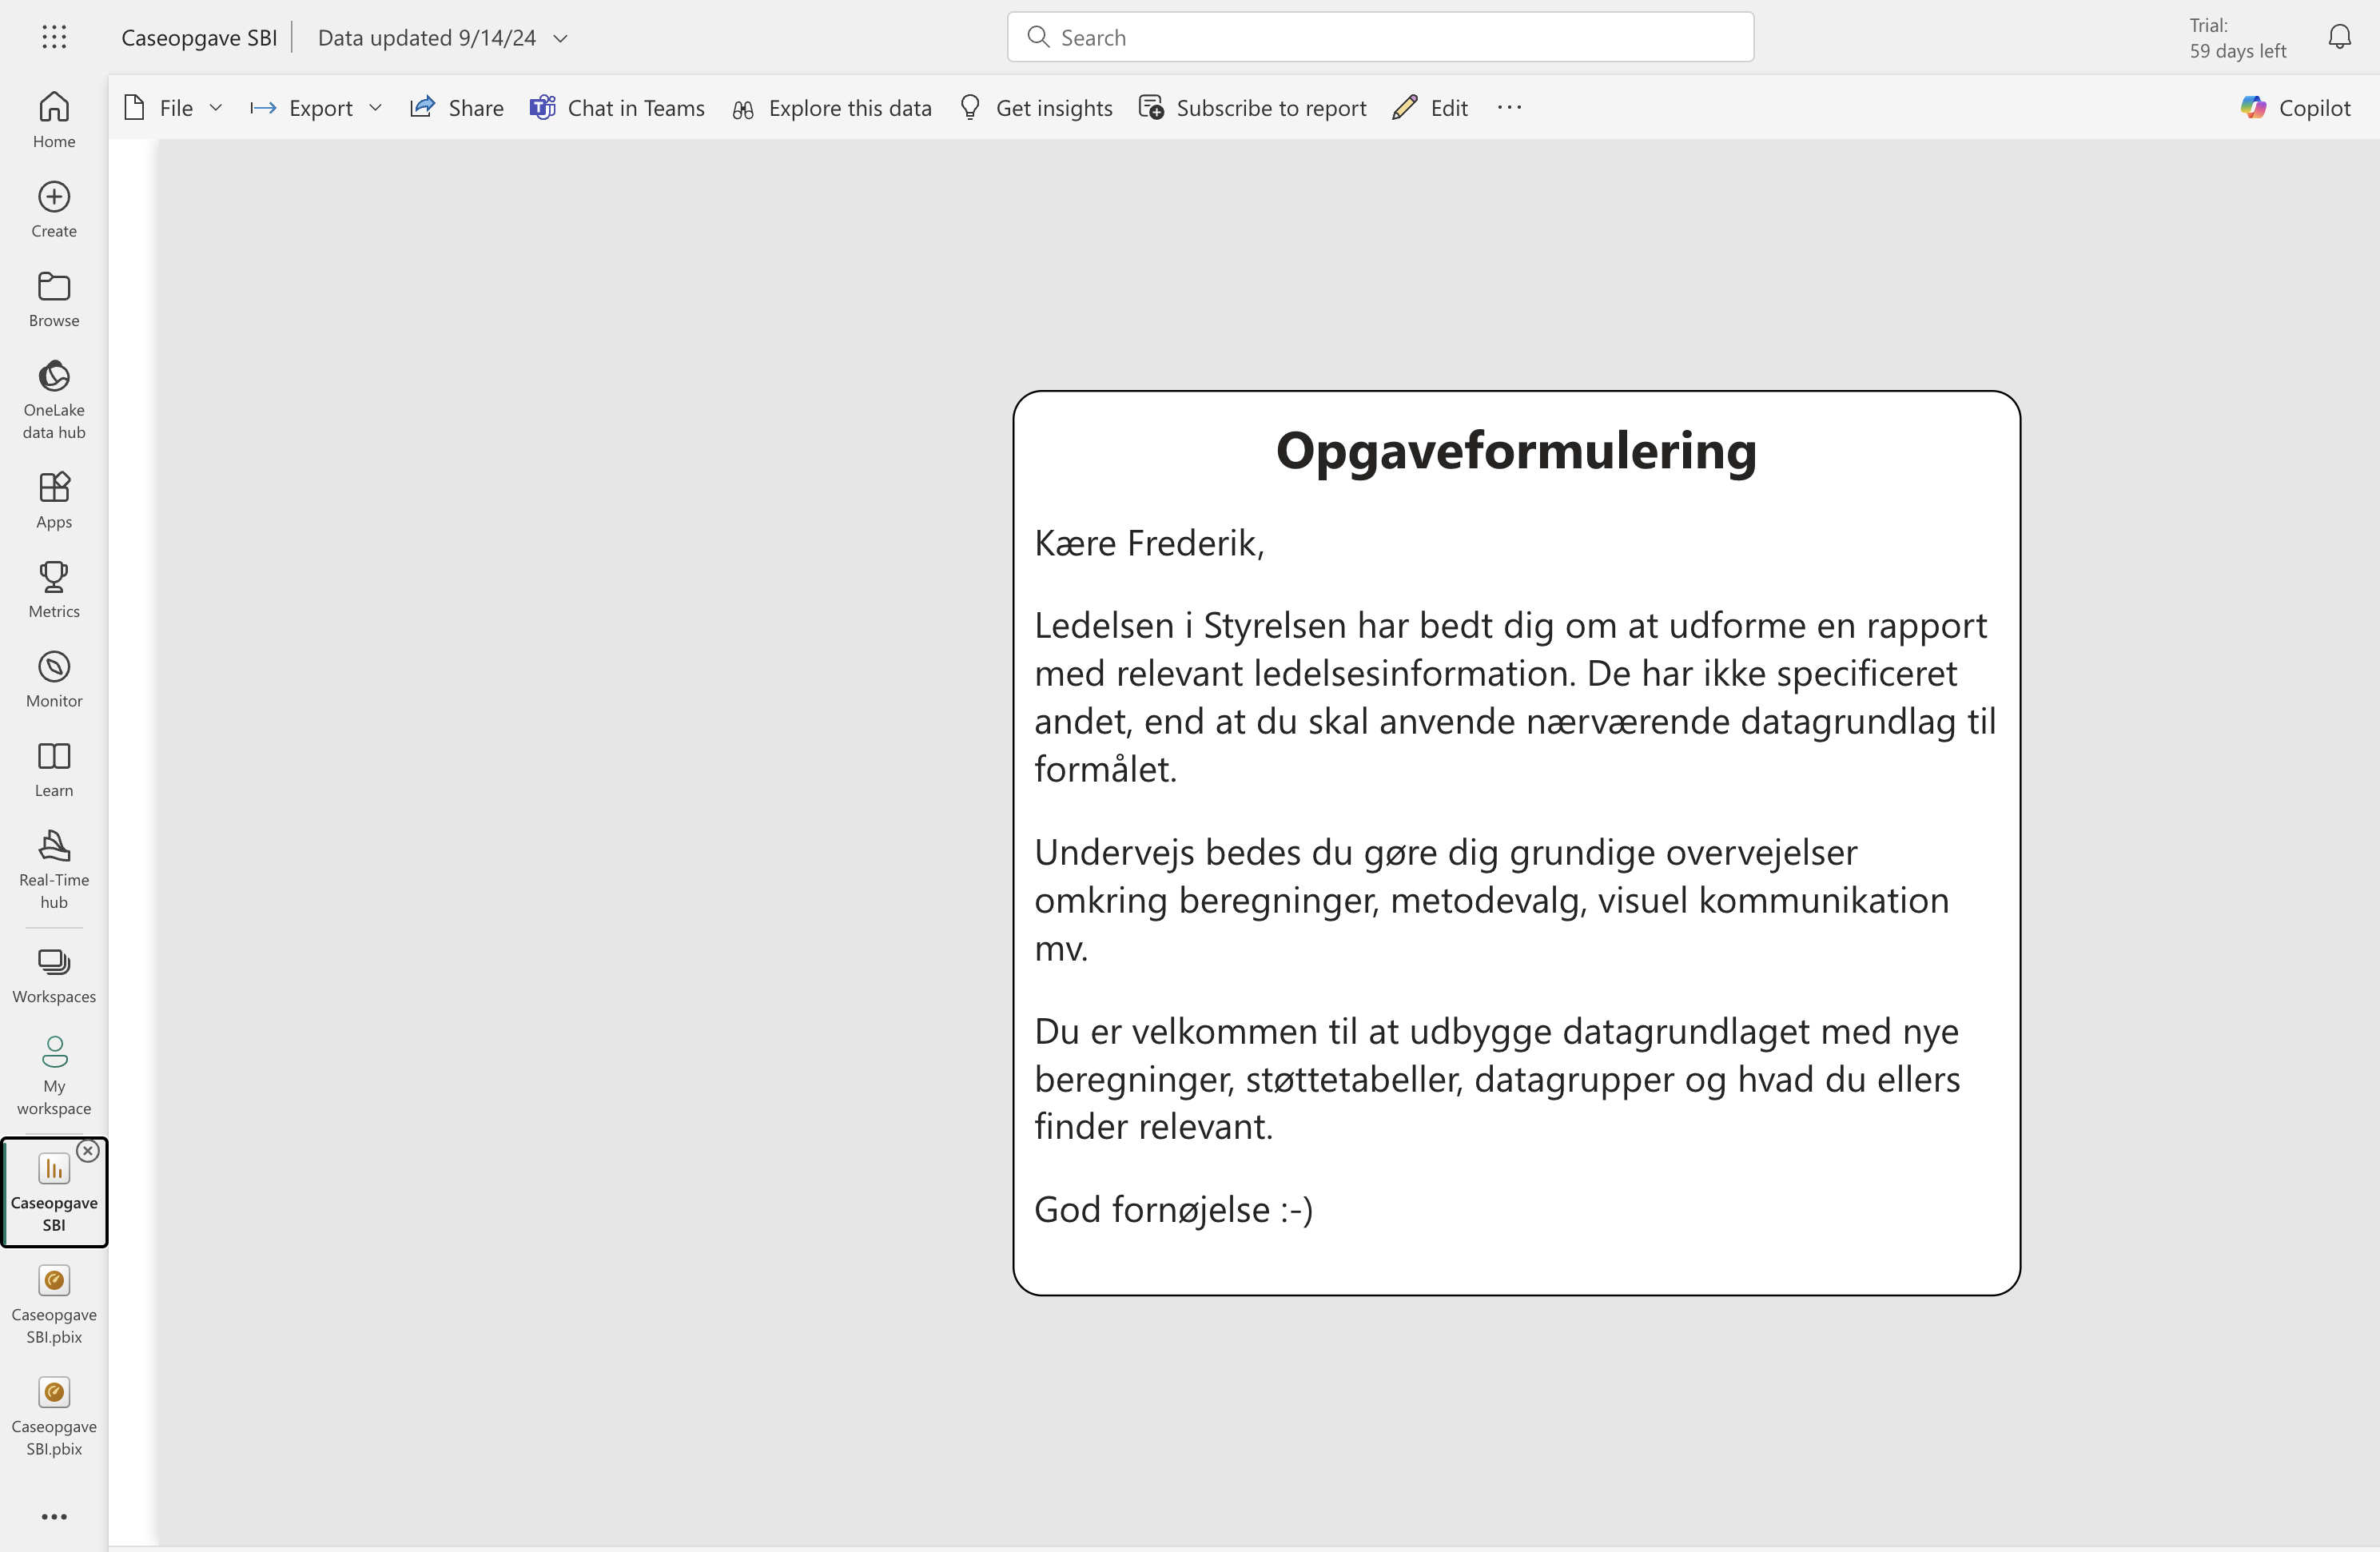 Caseopgave SBI
Data updated 9/14/24
Search
Trial:
59 days left
File
Export
Share
Chat in Teams
Explore this data
Get insights
Subscribe to report
Edit
Copilot
Home
Create
Browse
OneLake
data hub
Apps
Metrics
Monitor
Learn
Real-Time
hub
Workspaces
My
workspace
Caseopgave
SBI
Caseopgave
SBI.pbix
Caseopgave
SBI.pbix
Opgaveformulering
Kære Frederik,
Ledelsen i Styrelsen har bedt dig om at udforme en rapport
med relevant ledelsesinformation. De har ikke specificeret
andet, end at du skal anvende nærværende datagrundlag til
formålet.
Undervejs bedes du gøre dig grundige overvejelser
omkring beregninger, metodevalg, visuel kommunikation
mv.
Du er velkommen til at udbygge datagrundlaget med nye
beregninger, støttetabeller, datagrupper og hvad du ellers
finder relevant.
God fornøjelse :-)